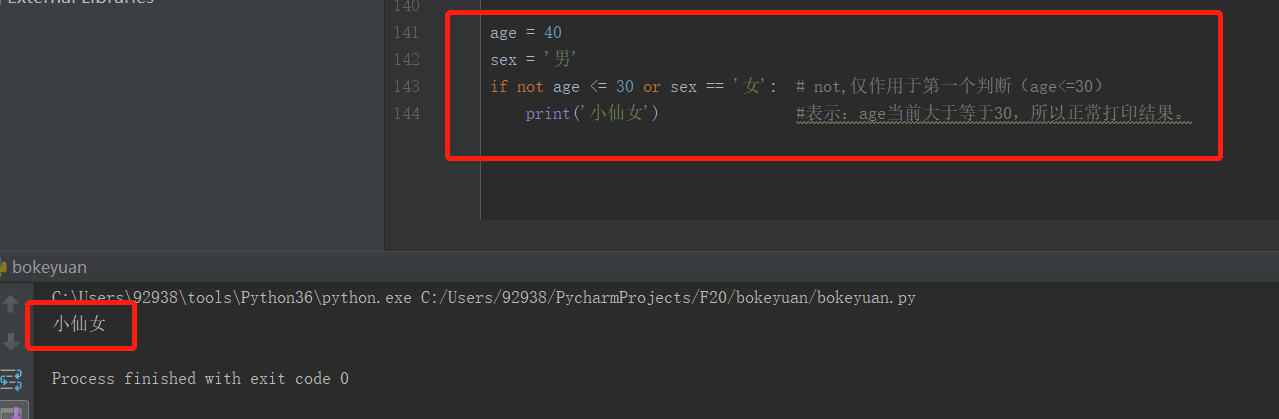 External Libraries
140
141 age = 40
142 sex = '男'
143 if not age <= 30 or sex == '女': # not,仅作用于第一个判断（age<=30）
144 print('小仙女') #表示：age当前大于等于30，所以正常打印结果。
bokeyuan
C:\Users\92938\tools\Python36\python.exe C:/Users/92938/PycharmProjects/F20/bokeyuan/bokeyuan.py
小仙女
Process finished with exit code 0